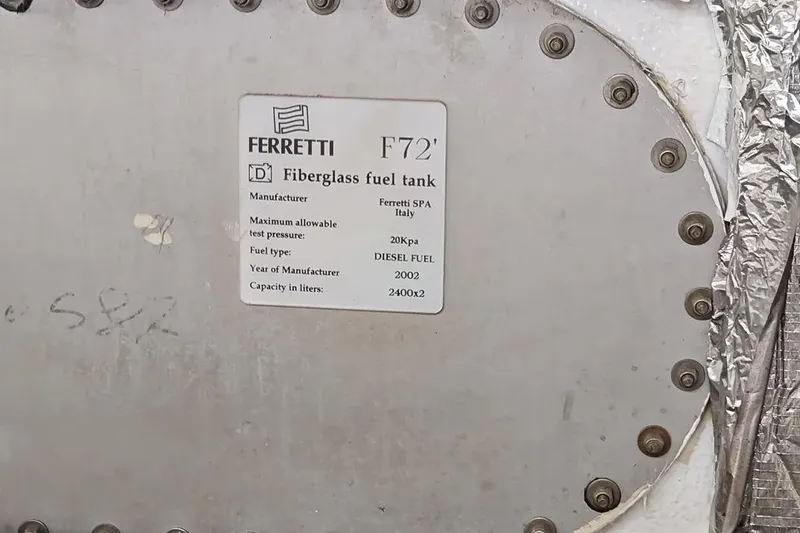 FERRETTI F72'
D Fiberglass fuel tank
Manufacturer Ferretti SPA
Italy
Maximum allowable
test pressure: 20Kpa
Fuel type: DIESEL FUEL
Year of Manufacturer 2002
Capacity in liters: 2400x2